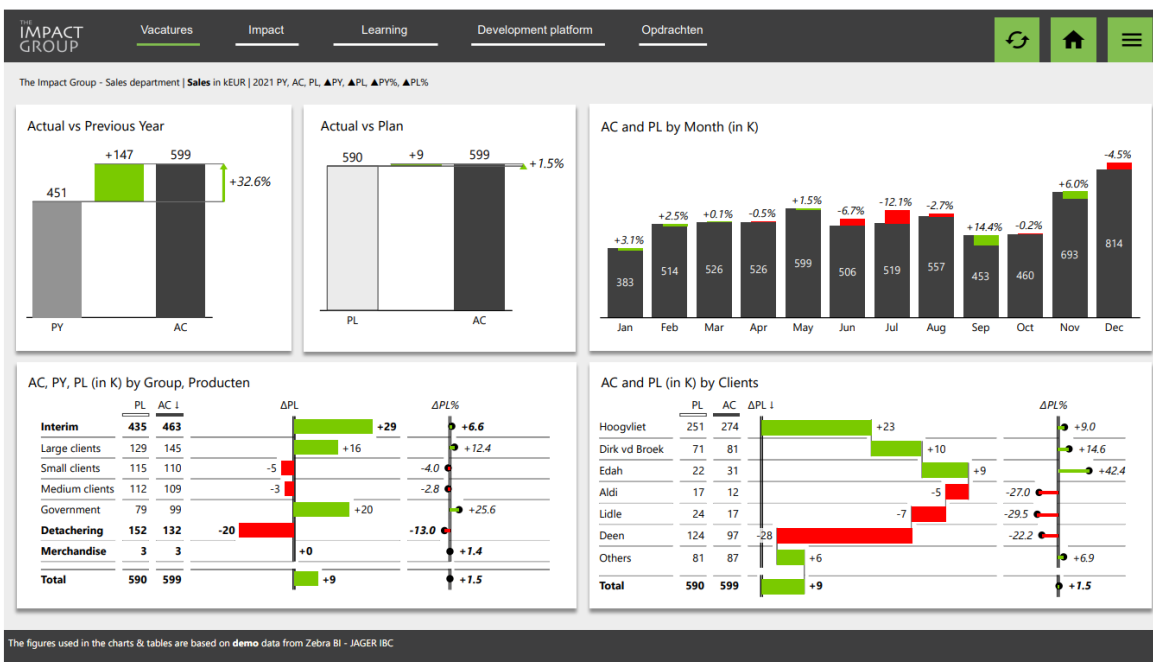 THE
IMPACT
GROUP
Vacatures Impact Learning Development platform Opdrachten
The Impact Group - Sales department | Sales in kEUR | 2021 PY, AC, PL, ▲PY, ▲PL, ▲PY%, ▲PL%
Actual vs Previous Year
+147 599
451
+32.6%
PY AC
Actual vs Plan
590 +9 599
+1.5%
PL AC
AC and PL by Month (in K)
+3.1% +2.5% +0.1% -0.5% +1.5% -6.7% -12.1% -2.7% +14.4% -0.2% +6.0% -4.5%
383 514 526 526 599 506 519 557 453 460 693 814
Jan Feb Mar Apr May Jun Jul Aug Sep Oct Nov Dec
AC, PY, PL (in K) by Group, Producten
PL AC ↓ ΔPL ΔPL%
Interim 435 463 +29 +6.6
Large clients 129 145 +16 +12.4
Small clients 115 110 -5 -4.0
Medium clients 112 109 -3 -2.8
Government 79 99 +20 +25.6
Detachering 152 132 -20 -13.0
Merchandise 3 3 +0 +1.4
Total 590 599 +9 +1.5
AC and PL (in K) by Clients
PL AC ΔPL ↓ ΔPL%
Hoogvliet 251 274 +23 +9.0
Dirk vd Broek 71 81 +10 +14.6
Edah 22 31 +9 +42.4
Aldi 17 12 -5 -27.0
Lidle 24 17 -7 -29.5
Deen 124 97 -28 -22.2
Others 81 87 +6 +6.9
Total 590 599 +9 +1.5
The figures used in the charts & tables are based on demo data from Zebra BI - JAGER IBC